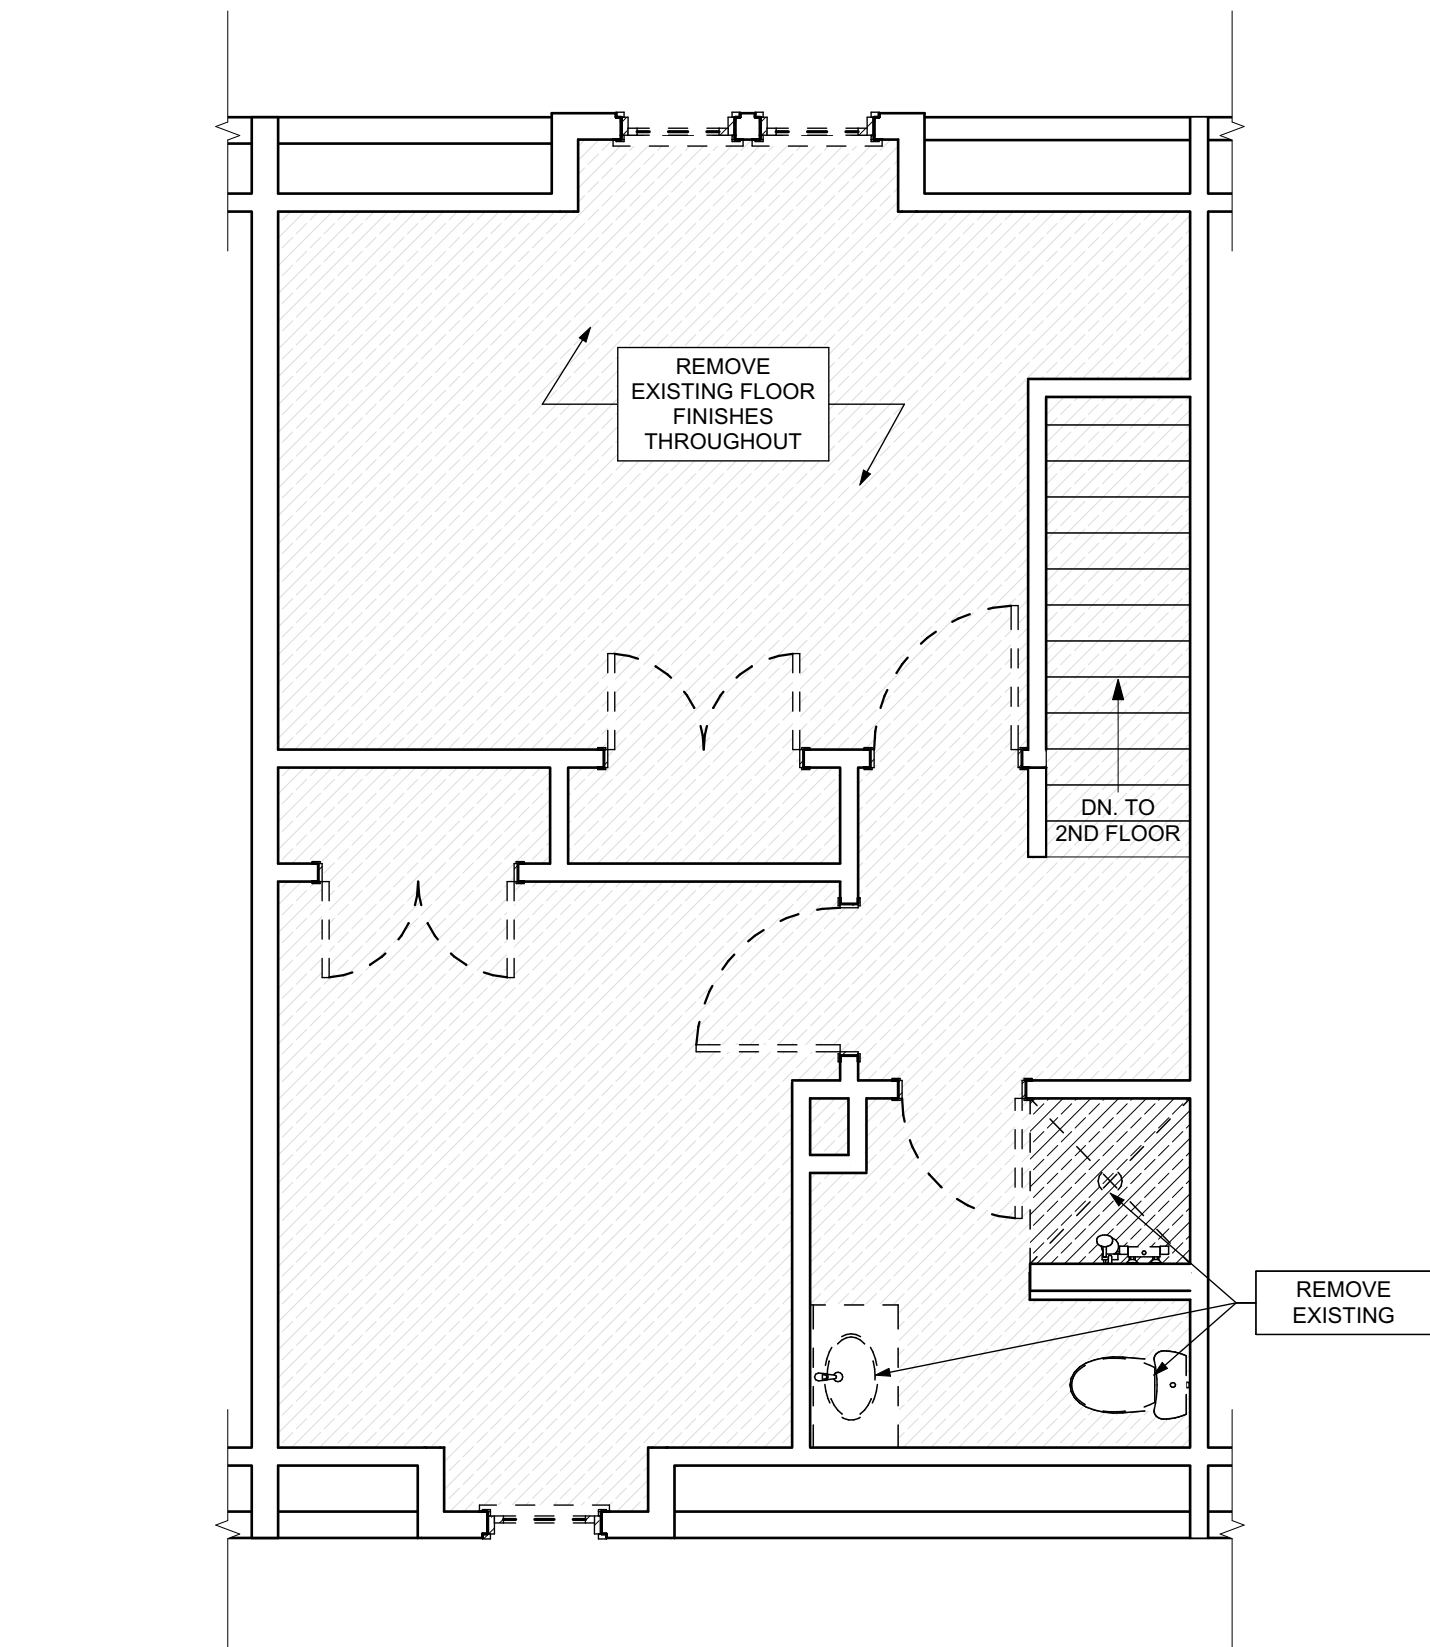 REMOVE
EXISTING FLOOR
FINISHES
THROUGHOUT
DN. TO
2ND FLOOR
REMOVE
EXISTING